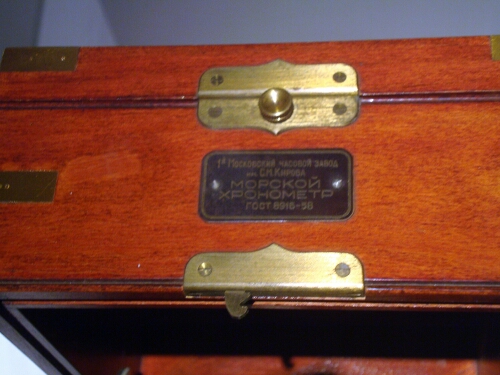 1й Московский часовой завод
им. С.М. Кирова
МОРСКОЙ
ХРОНОМЕТР
ГОСТ 8916-58